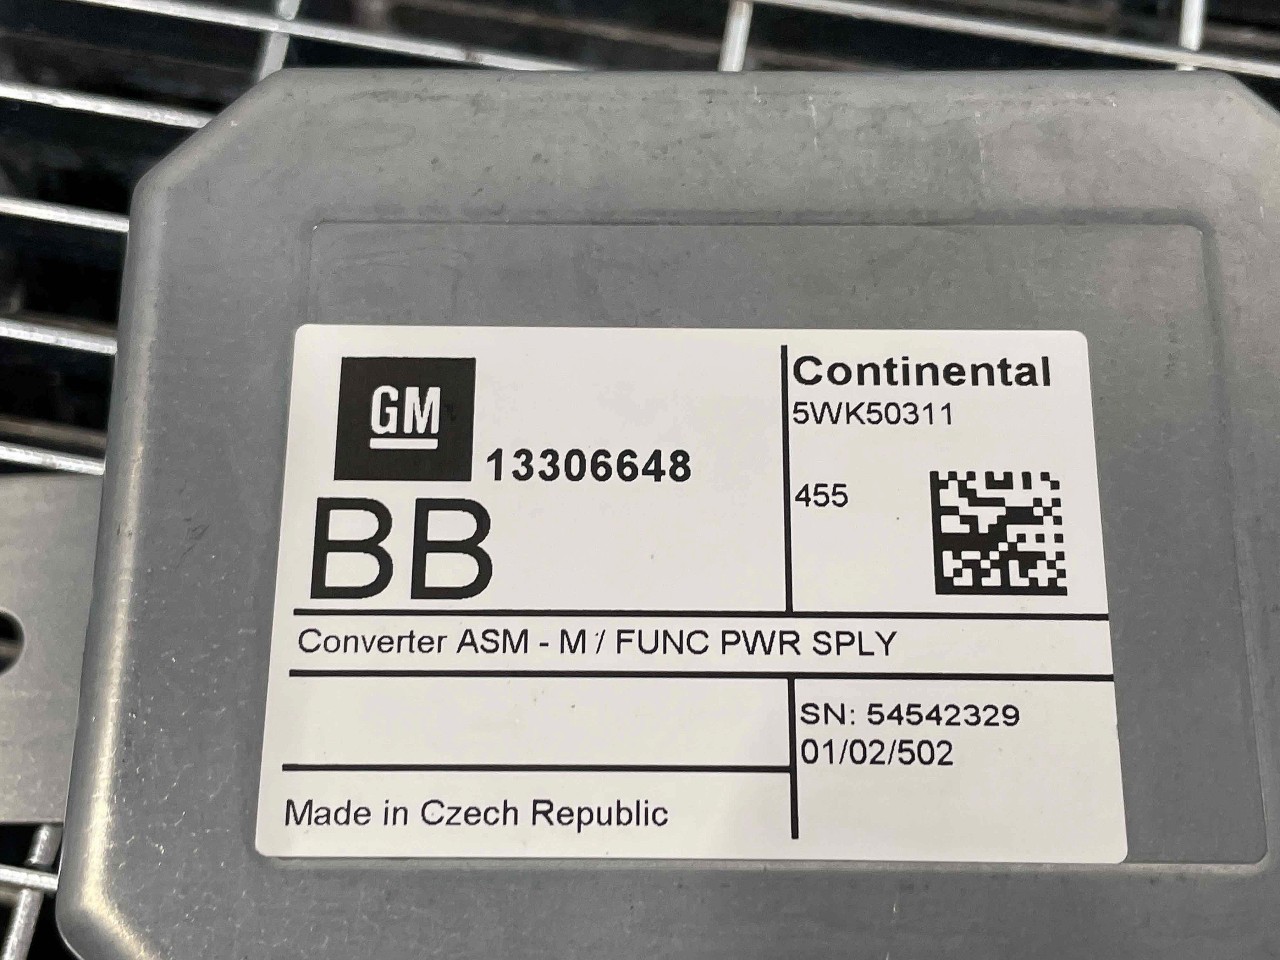 GM
13306648
BB
Continental
5WK50311
455
Converter ASM - M / FUNC PWR SPLY
SN: 54542329
01/02/502
Made in Czech Republic